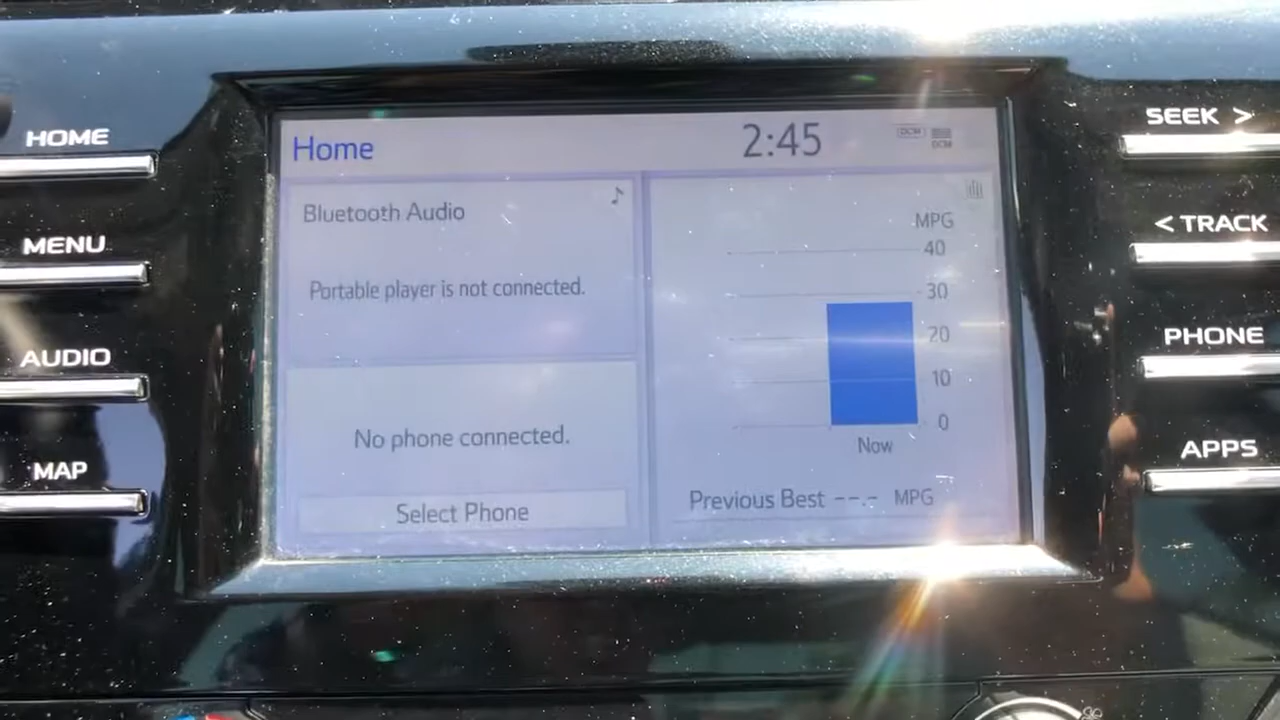 HOME
MENU
AUDIO
MAP
Home
2:45
DCM
DCM
Bluetooth Audio
Portable player is not connected.
No phone connected.
Select Phone
MPG
40
30
20
10
0
Now
Previous Best --.- MPG
SEEK >
< TRACK
PHONE
APPS